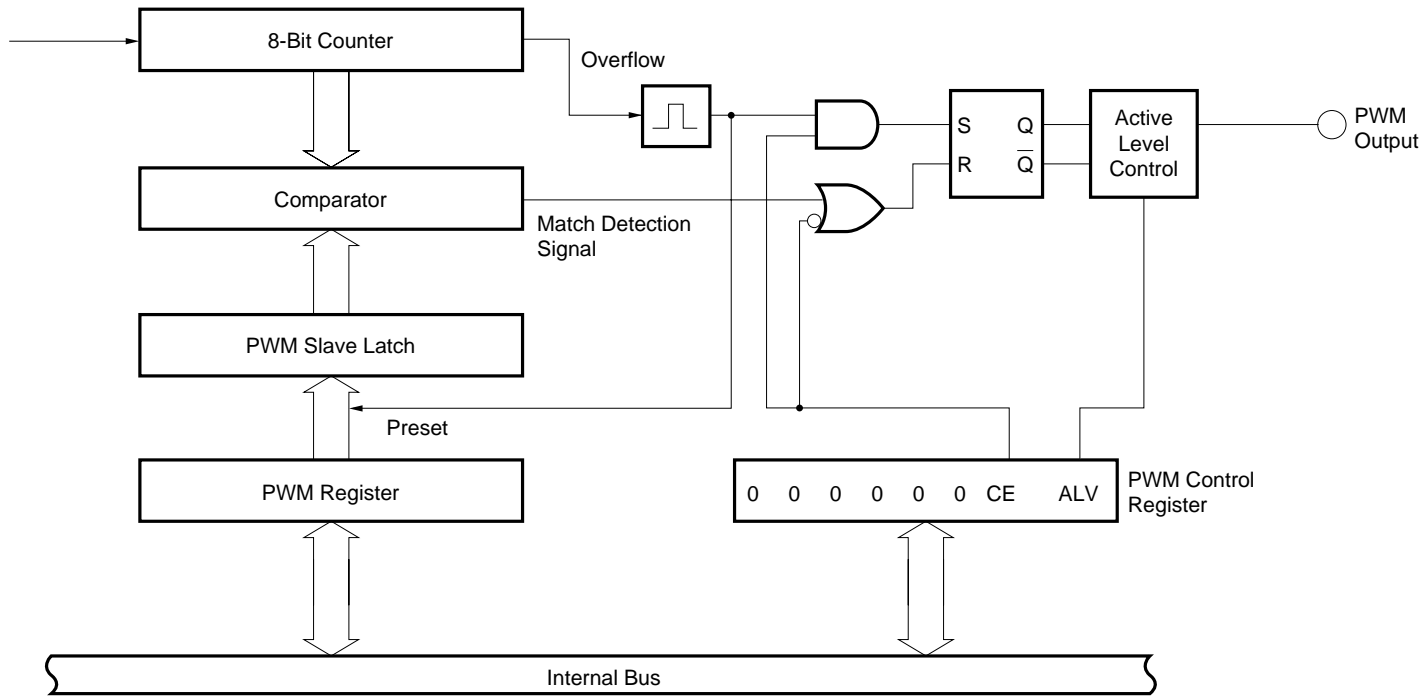 8-Bit Counter
Overflow
PWM
Output
S Q
R Q̅
Active
Level
Control
Comparator
Match Detection
Signal
PWM Slave Latch
Preset
PWM Register
0 0 0 0 0 0 CE ALV
PWM Control
Register
Internal Bus